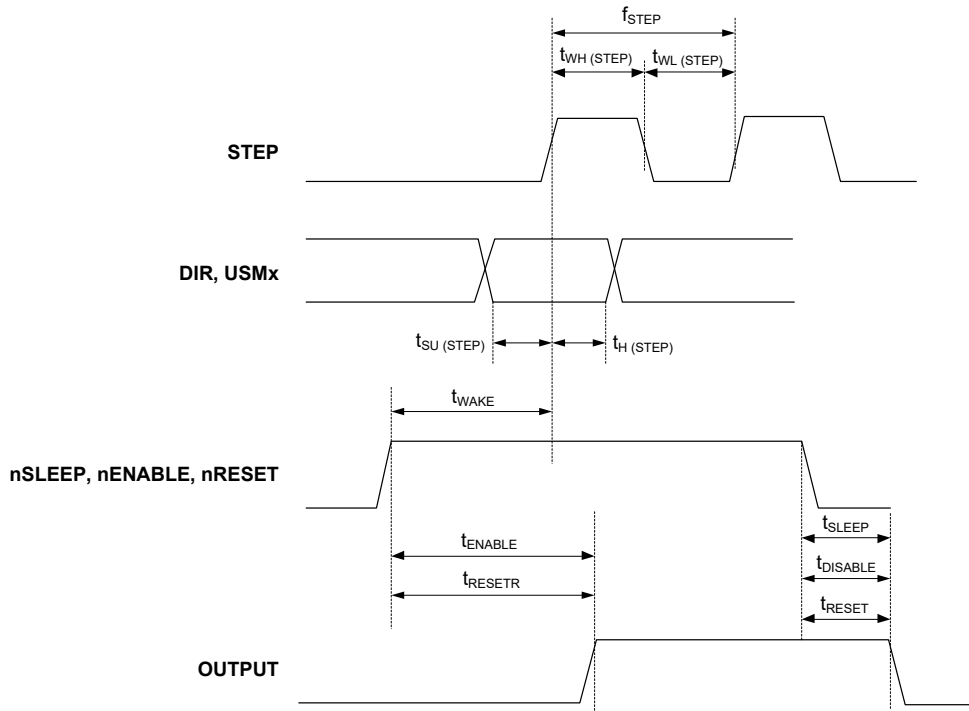 fSTEP
tWH (STEP) tWL (STEP)
STEP
DIR, USMx
tSU (STEP) tH (STEP)
tWAKE
nSLEEP, nENABLE, nRESET
tSLEEP
tENABLE
tDISABLE
tRESETR
tRESET
OUTPUT